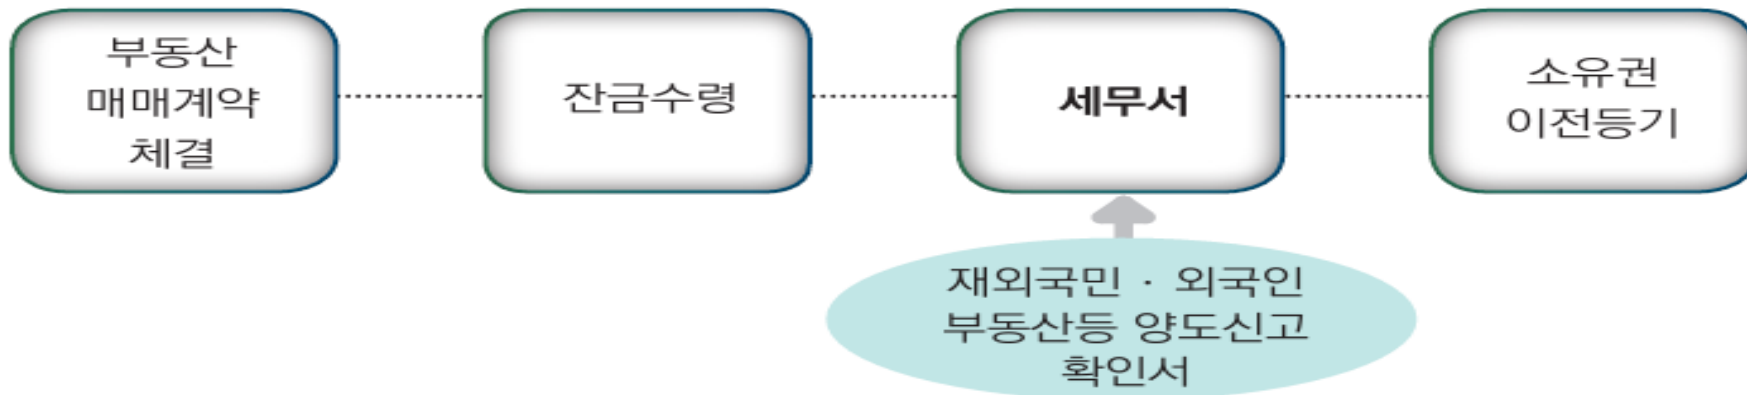 부동산
매매계약
체결
잔금수령
세무서
소유권
이전등기
재외국민 · 외국인
부동산등 양도신고
확인서